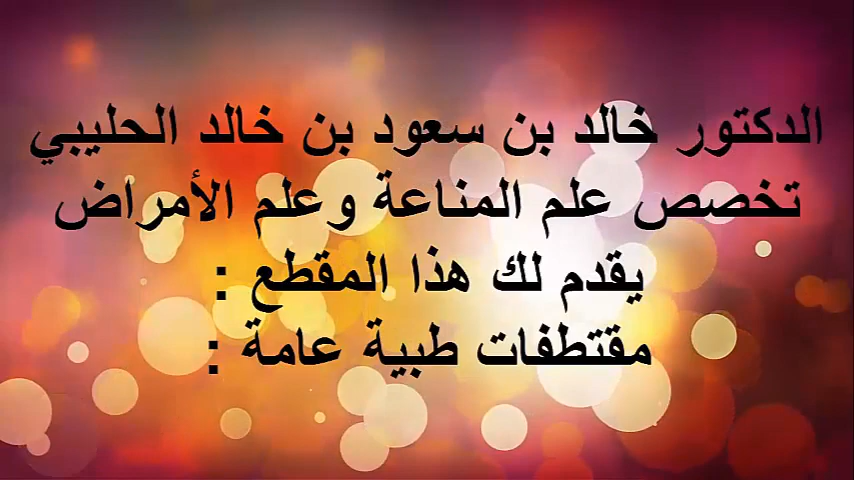 الدكتور خالد بن سعود بن خالد الحليبي
تخصص علم المناعة وعلم الأمراض
يقدم لك هذا المقطع :
مقتطفات طبية عامة :